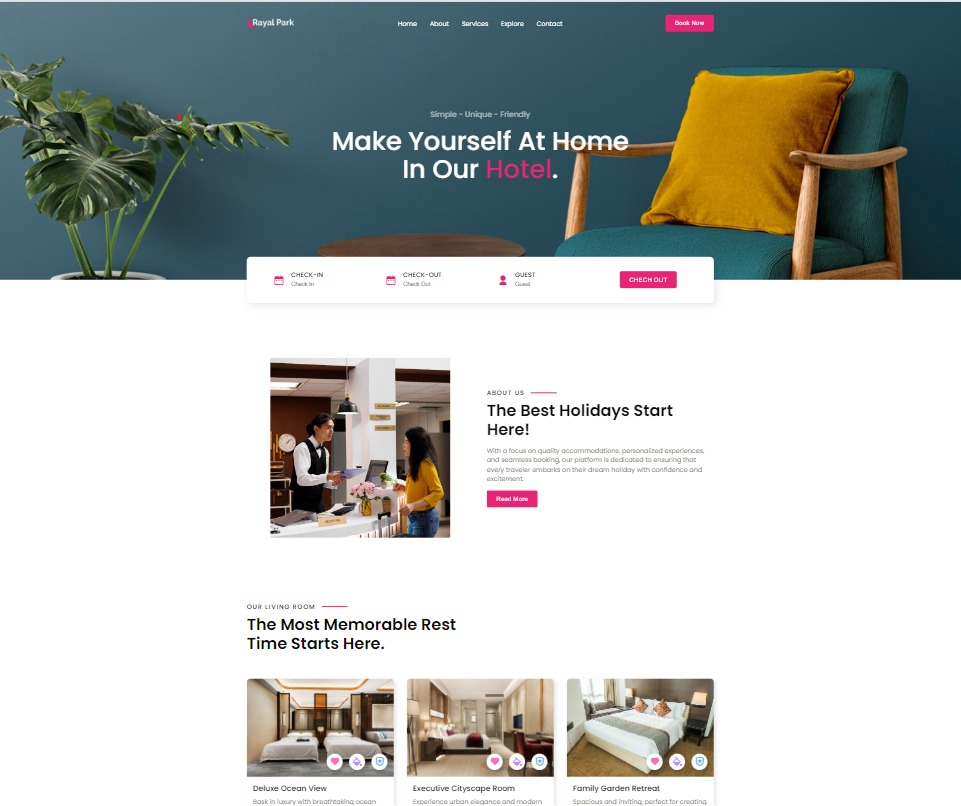 Rayal Park
Home About Services Explore Contact
Book Now
Simple - Unique - Friendly
Make Yourself At Home
In Our Hotel.
CHECK-IN
Check In
CHECK-OUT
Check Out
GUEST
Guest
CHECH OUT
ABOUT US
The Best Holidays Start
Here!
With a focus on quality accommodations, personalized experiences,
and seamless booking, our platform is dedicated to ensuring that
every traveler embarks on their dream holiday with confidence and
excitement.
Read More
OUR LIVING ROOM
The Most Memorable Rest
Time Starts Here.
Deluxe Ocean View
Bask in luxury with breathtaking ocean
Executive Cityscape Room
Experience urban elegance and modern
Family Garden Retreat
Spacious and inviting, perfect for creating